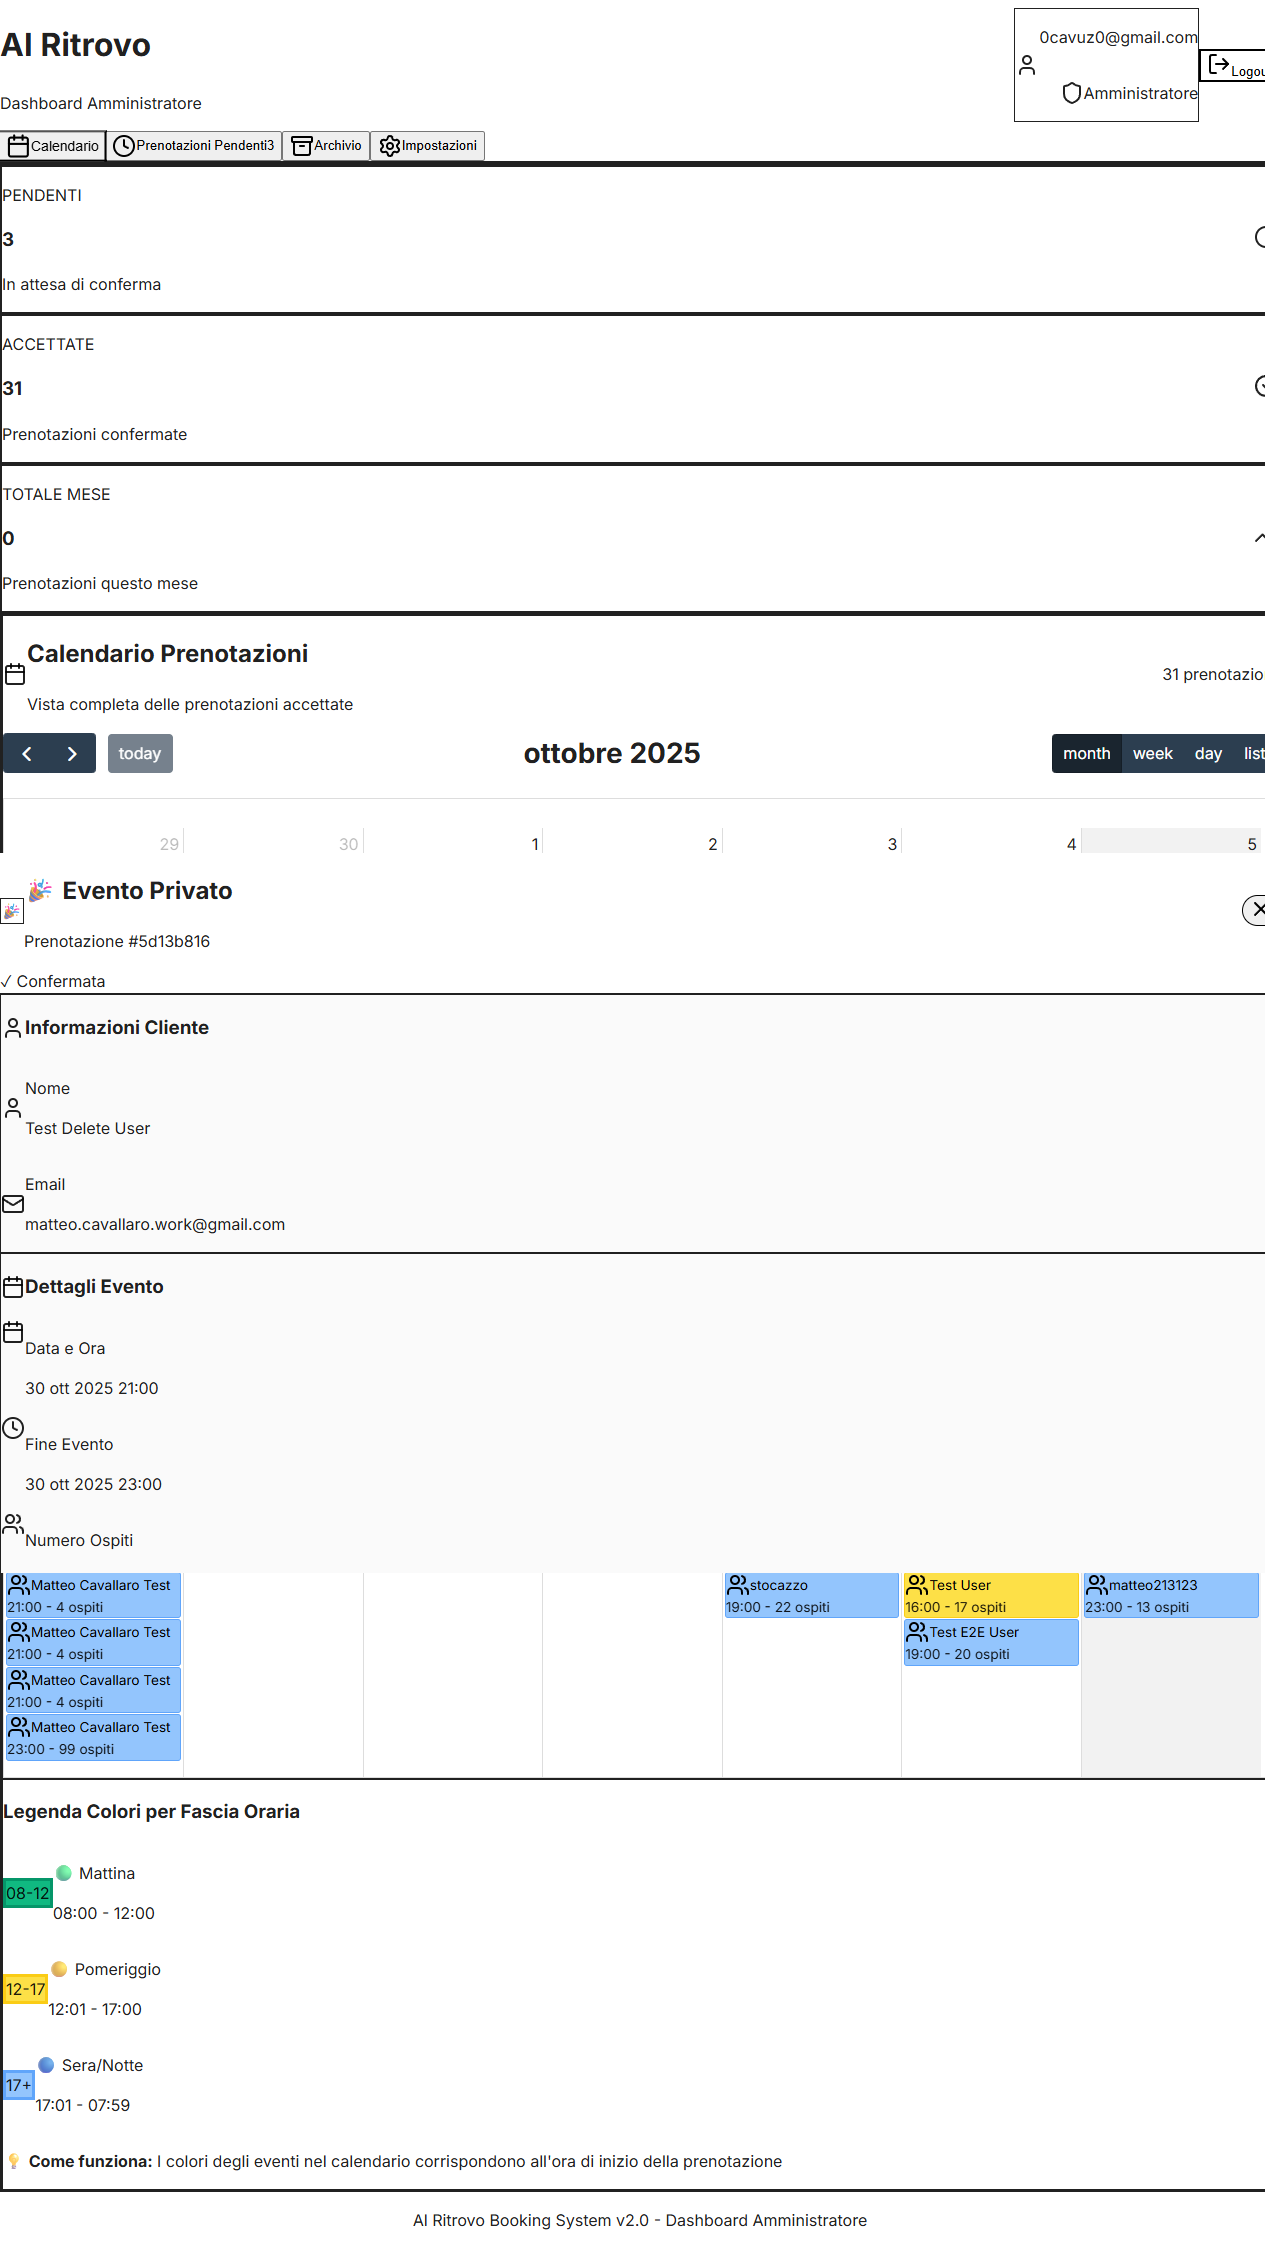 Al Ritrovo
0cavuz0@gmail.com
Amministratore
Logou
Dashboard Amministratore
Calendario
Prenotazioni Pendenti3
Archivio
Impostazioni
PENDENTI
3
In attesa di conferma
ACCETTATE
31
Prenotazioni confermate
TOTALE MESE
0
Prenotazioni questo mese
Calendario Prenotazioni
Vista completa delle prenotazioni accettate
31 prenotazio
today
ottobre 2025
month week day list
29 30 1 2 3 4 5
🎉 Evento Privato
🎉
Prenotazione #5d13b816
✓ Confermata
Informazioni Cliente
Nome
Test Delete User
Email
matteo.cavallaro.work@gmail.com
Dettagli Evento
Data e Ora
30 ott 2025 21:00
Fine Evento
30 ott 2025 23:00
Numero Ospiti
Matteo Cavallaro Test
21:00 - 4 ospiti
Matteo Cavallaro Test
21:00 - 4 ospiti
Matteo Cavallaro Test
21:00 - 4 ospiti
Matteo Cavallaro Test
23:00 - 99 ospiti
stocazzo
19:00 - 22 ospiti
Test User
16:00 - 17 ospiti
Test E2E User
19:00 - 20 ospiti
matteo213123
23:00 - 13 ospiti
Legenda Colori per Fascia Oraria
08-12
Mattina
08:00 - 12:00
12-17
Pomeriggio
12:01 - 17:00
17+
Sera/Notte
17:01 - 07:59
💡 Come funziona: I colori degli eventi nel calendario corrispondono all'ora di inizio della prenotazione
Al Ritrovo Booking System v2.0 - Dashboard Amministratore